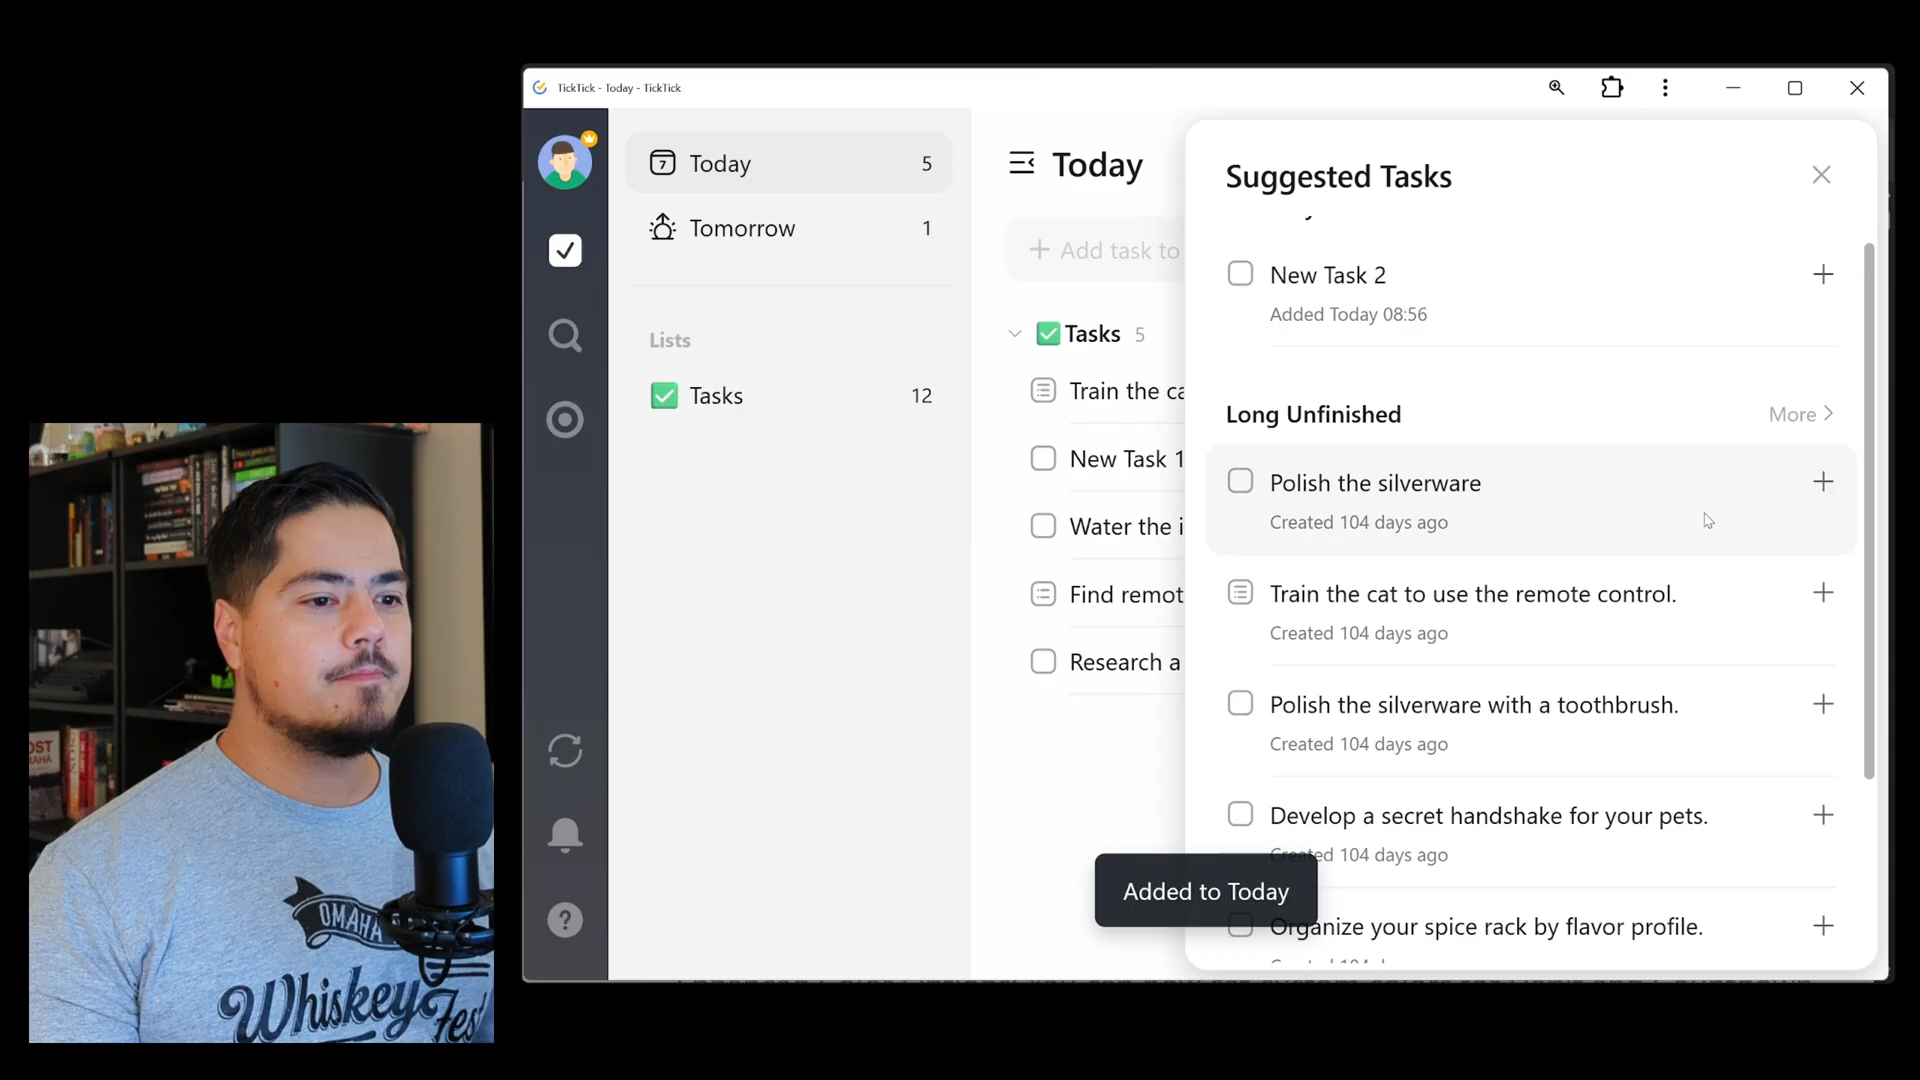 TickTick - Today - TickTick
7 Today 5
Tomorrow 1
Lists
Tasks 12
Today
Add task to
Tasks 5
Train the ca
New Task 1
Water the i
Find remot
Research a
Suggested Tasks
New Task 2
Added Today 08:56
Long Unfinished
More
Polish the silverware
Created 104 days ago
Train the cat to use the remote control.
Created 104 days ago
Polish the silverware with a toothbrush.
Created 104 days ago
Develop a secret handshake for your pets.
Created 104 days ago
Added to Today
Organize your spice rack by flavor profile.
OMAHA
Whiskey
Fes